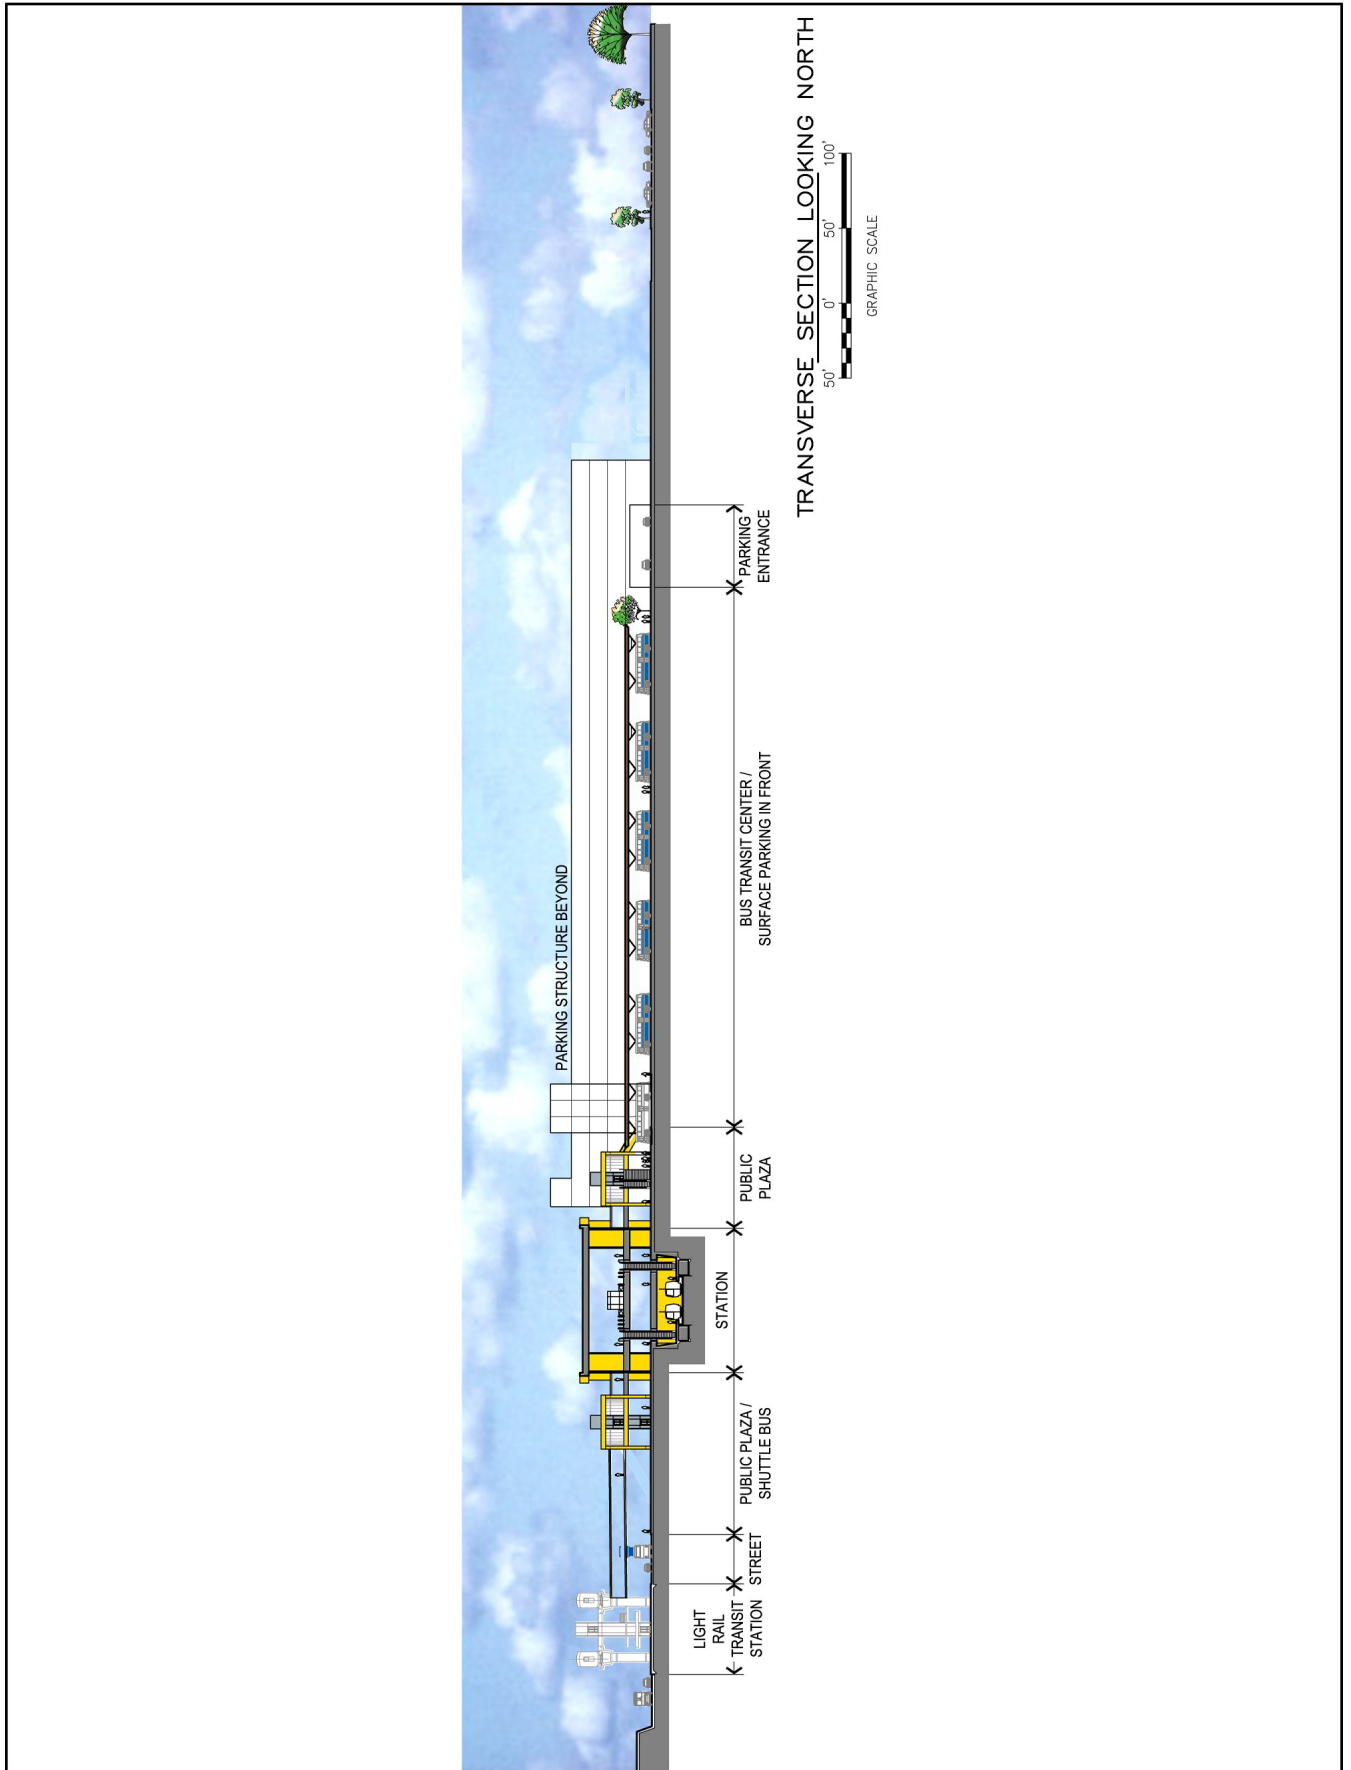 PARKING STRUCTURE BEYOND
LIGHT
RAIL
TRANSIT
STATION
STREET
PUBLIC PLAZA /
SHUTTLE BUS
STATION
PUBLIC
PLAZA
BUS TRANSIT CENTER /
SURFACE PARKING IN FRONT
PARKING
ENTRANCE
TRANSVERSE SECTION LOOKING NORTH
50' 0' 50' 100'
GRAPHIC SCALE